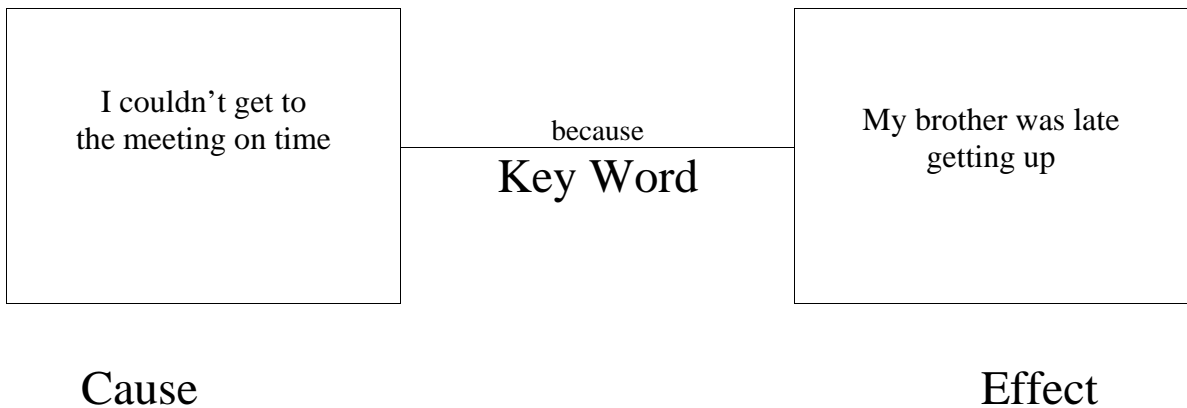 I couldn’t get to
the meeting on time
because
Key Word
My brother was late
getting up
Cause
Effect